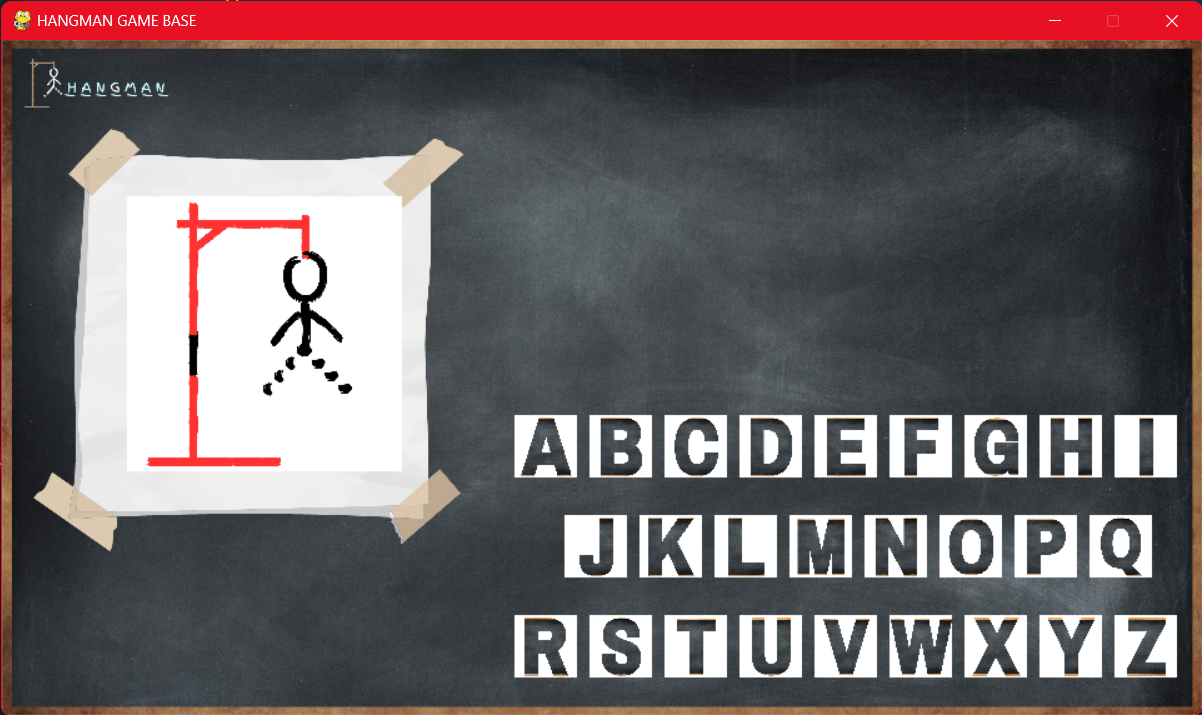 HANGMAN GAME BASE
HANGMAN
A B C D E F G H I
J K L M N O P Q
R S T U V W X Y Z